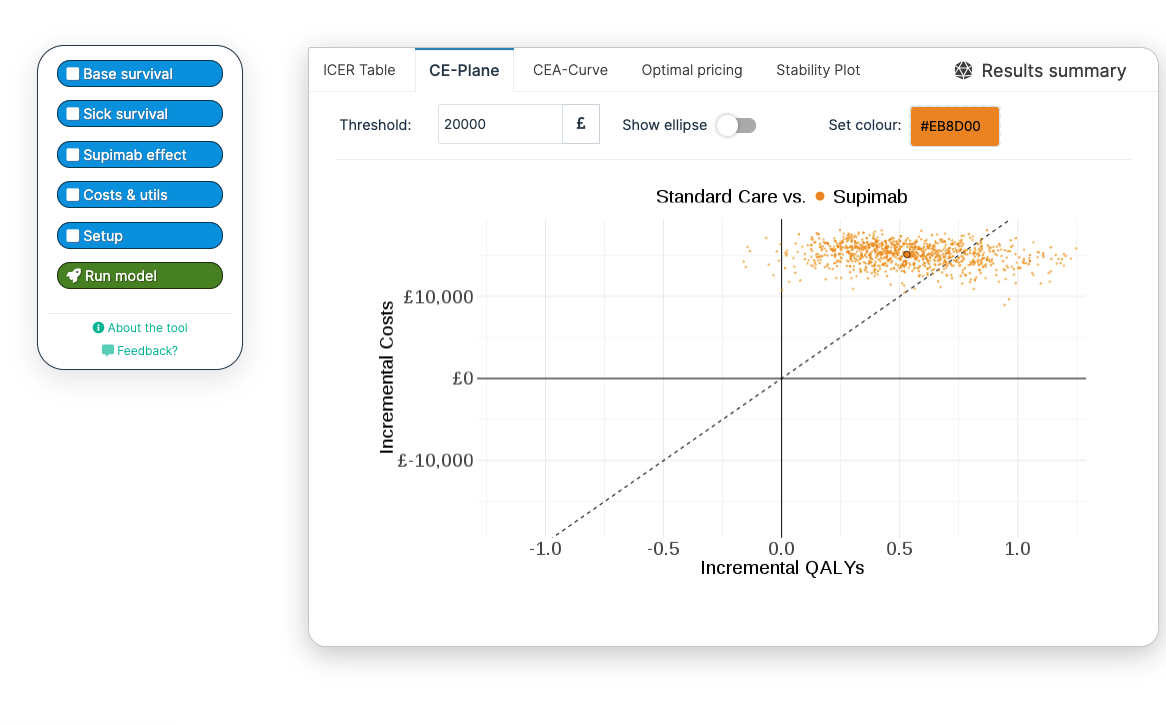 Base survival
Sick survival
Supimab effect
Costs & utils
Setup
Run model
About the tool
Feedback?
ICER Table CE-Plane CEA-Curve Optimal pricing Stability Plot Results summary
Threshold: 20000 £ Show ellipse Set colour: #EB8D00
Standard Care vs. Supimab
Incremental Costs
£10,000
£0
£-10,000
-1.0 -0.5 0.0 0.5 1.0
Incremental QALYs